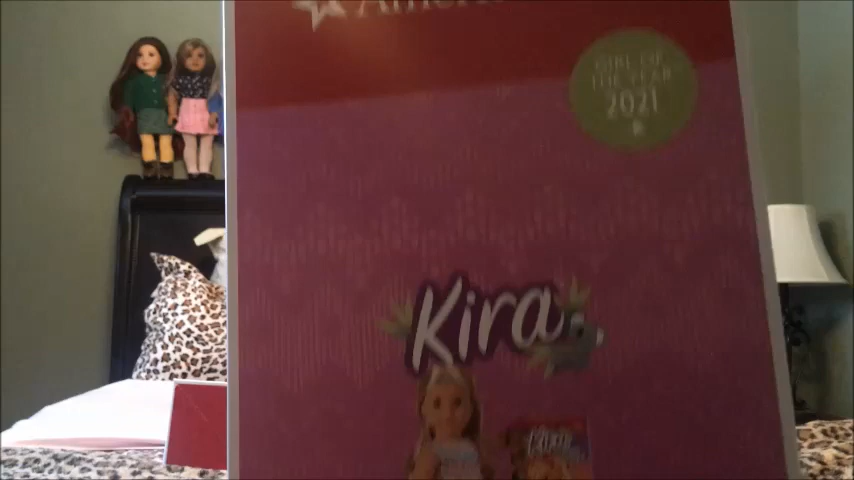 GIRL OF
THE YEAR
2021
Kira